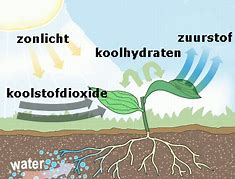 zonlicht
zuurstof
koolhydraten
koolstofdioxide
water